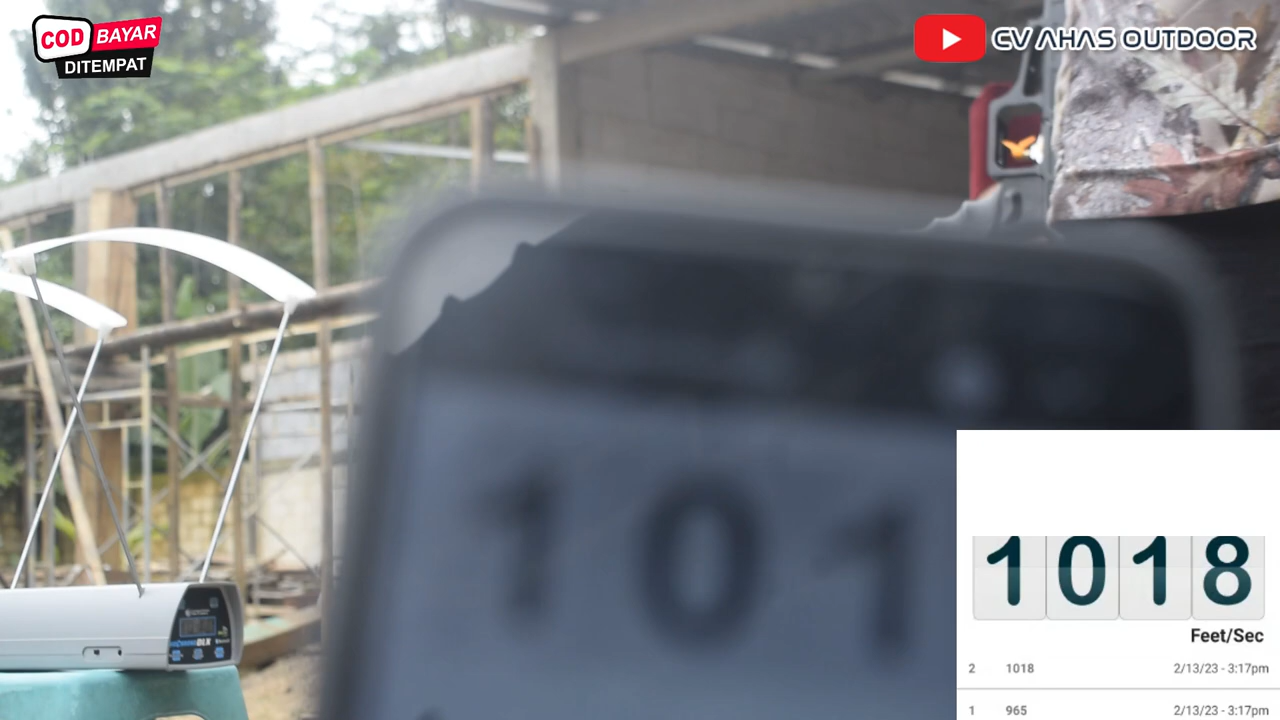 COD BAYAR
DITEMPAT
CV AHAS OUTDOOR
101
1018
Feet/Sec
2 1018 2/13/23 - 3:17pm
1 965 2/13/23 - 3:17pm
DLX